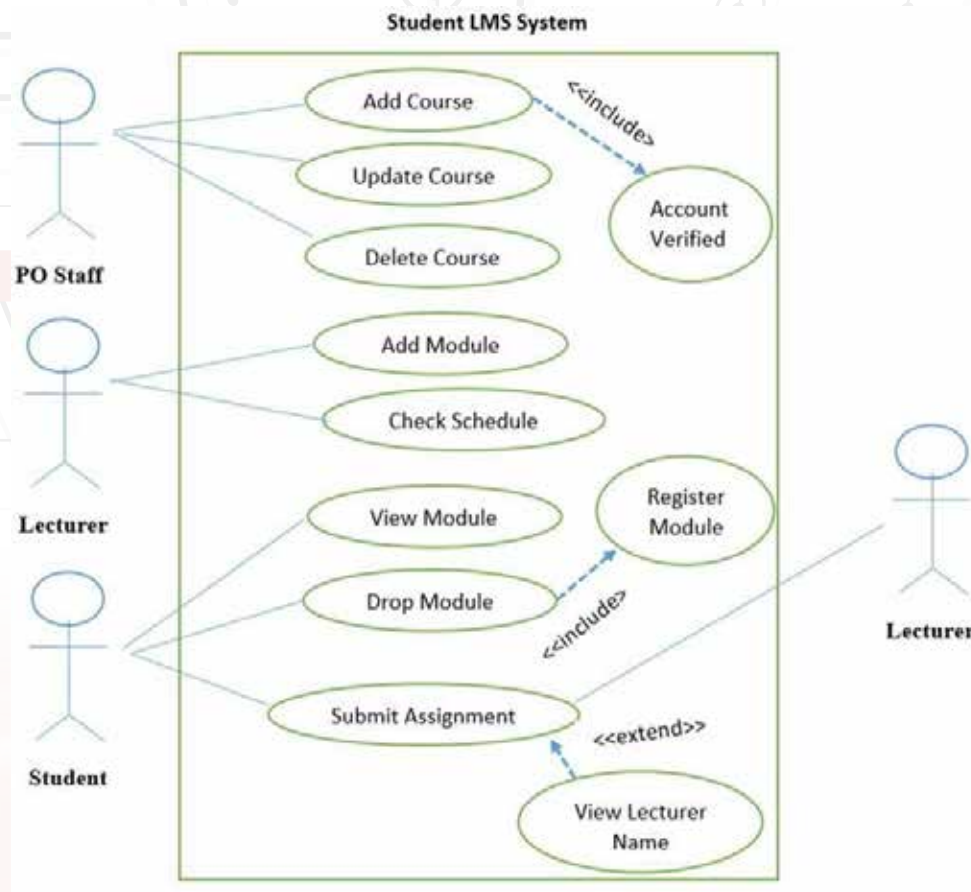 Student LMS System
Add Course
<<include>
Update Course
Account
Verified
Delete Course
PO Staff
Add Module
Check Schedule
Lecturer
View Module
Register
Module
Drop Module
<<include>
Lecturer
Submit Assignment
<<extend>>
Student
View Lecturer
Name